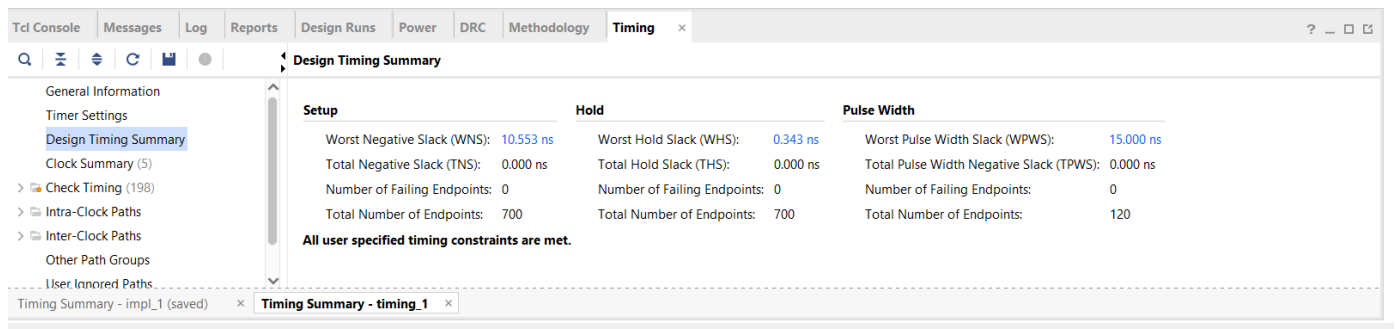 Tcl Console Messages Log Reports Design Runs Power DRC Methodology Timing × ? _
Design Timing Summary
General Information
Timer Settings
Design Timing Summary
Clock Summary (5)
> Check Timing (198)
> Intra-Clock Paths
> Inter-Clock Paths
Other Path Groups
User Ignored Paths
Setup Hold Pulse Width
Worst Negative Slack (WNS): 10.553 ns Worst Hold Slack (WHS): 0.343 ns Worst Pulse Width Slack (WPWS): 15.000 ns
Total Negative Slack (TNS): 0.000 ns Total Hold Slack (THS): 0.000 ns Total Pulse Width Negative Slack (TPWS): 0.000 ns
Number of Failing Endpoints: 0 Number of Failing Endpoints: 0 Number of Failing Endpoints: 0
Total Number of Endpoints: 700 Total Number of Endpoints: 700 Total Number of Endpoints: 120
All user specified timing constraints are met.
Timing Summary - impl_1 (saved) × Timing Summary - timing_1 ×